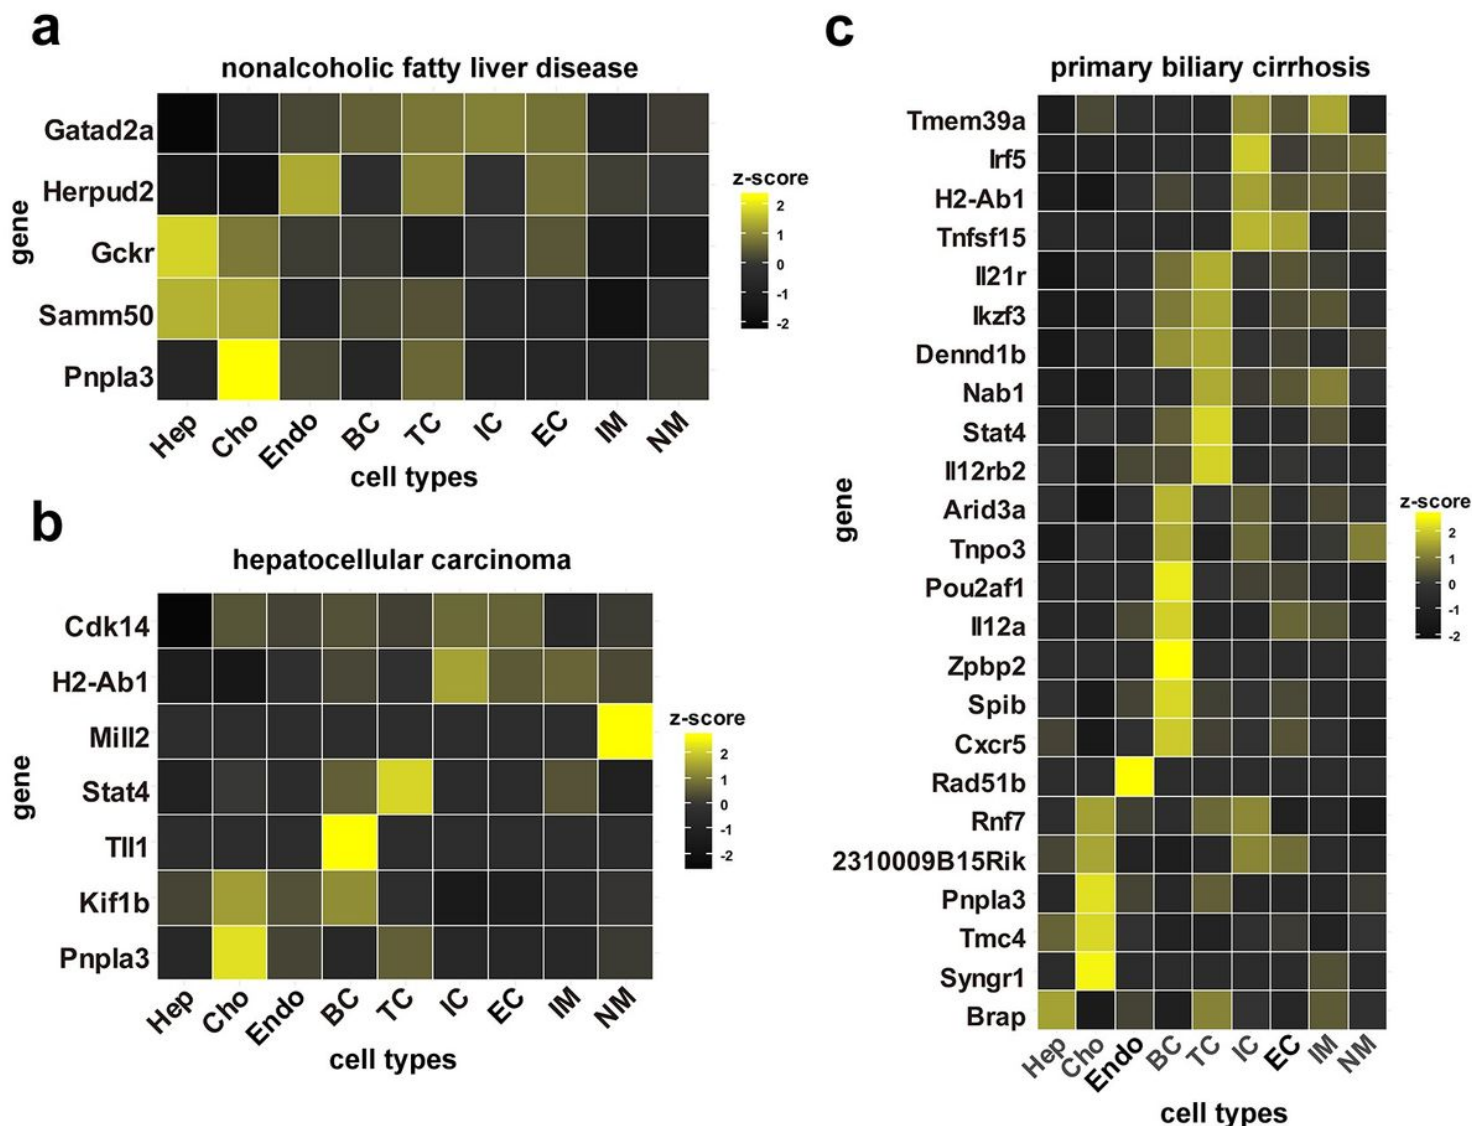 a
nonalcoholic fatty liver disease
gene
Gatad2a
Herpud2
Gckr
Samm50
Pnpla3
Hep Cho Endo BC TC IC EC IM NM
cell types
z-score
2
1
0
-1
-2
b
hepatocellular carcinoma
gene
Cdk14
H2-Ab1
Mill2
Stat4
Tll1
Kif1b
Pnpla3
Hep Cho Endo BC TC IC EC IM NM
cell types
z-score
2
1
0
-1
-2
c
primary biliary cirrhosis
gene
Tmem39a
Irf5
H2-Ab1
Tnfsf15
Il21r
Ikzf3
Dennd1b
Nab1
Stat4
Il12rb2
Arid3a
Tnpo3
Pou2af1
Il12a
Zpbp2
Spib
Cxcr5
Rad51b
Rnf7
2310009B15Rik
Pnpla3
Tmc4
Syngr1
Brap
Hep Cho Endo BC TC IC EC IM NM
cell types
z-score
2
1
0
-1
-2